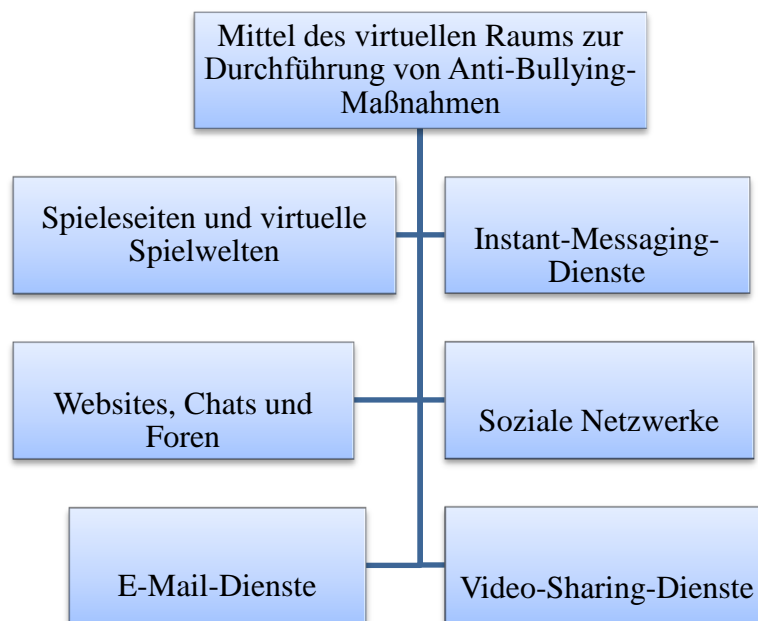 Mittel des virtuellen Raums zur
Durchführung von Anti-Bullying-
Maßnahmen
Spieleseiten und virtuelle
Spielwelten
Instant-Messaging-
Dienste
Websites, Chats und
Foren
Soziale Netzwerke
E-Mail-Dienste
Video-Sharing-Dienste